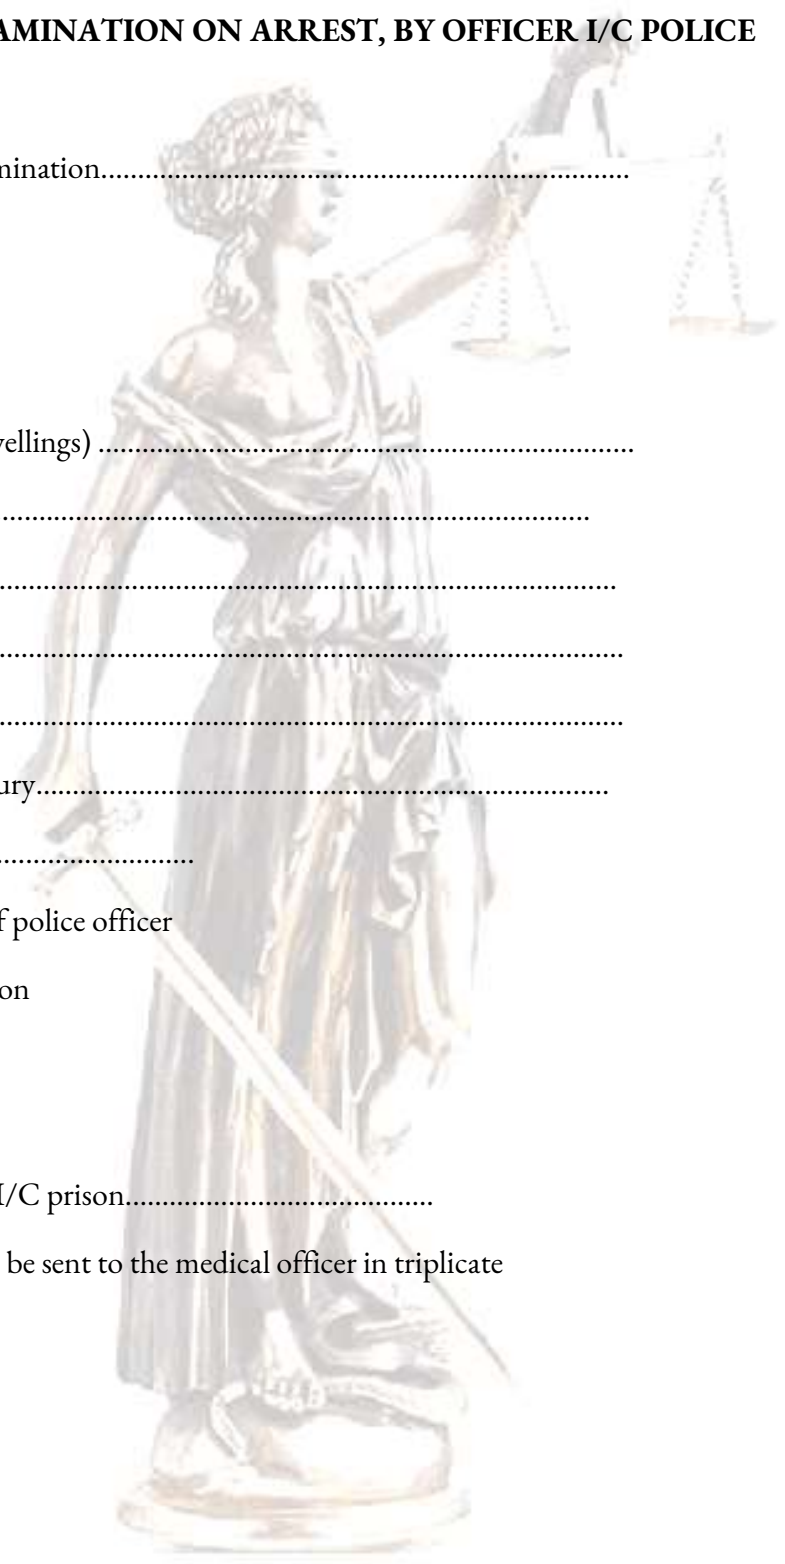 AMINATION ON ARREST, BY OFFICER I/C POLICE
mination.......................................................................
vellings) ........................................................................
...............................................................................
...................................................................................
....................................................................................
....................................................................................
ury.............................................................................
...........................
f police officer
on
I/C prison..........................................
be sent to the medical officer in triplicate